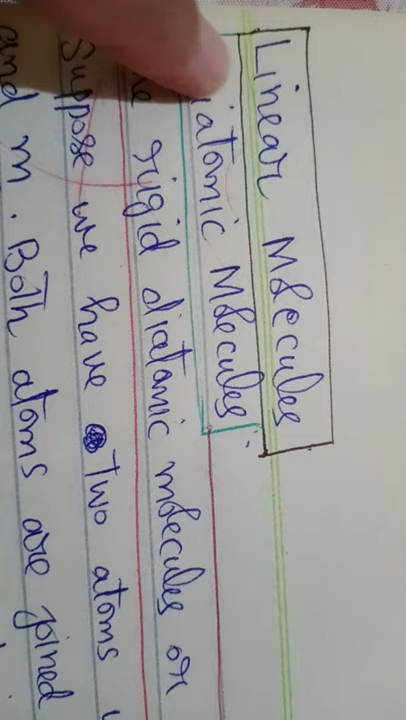 Linear Molecules
iatomic Molecules
rigid diatomic molecules or
Suppose we have Two atoms
and m. Both atoms are joined